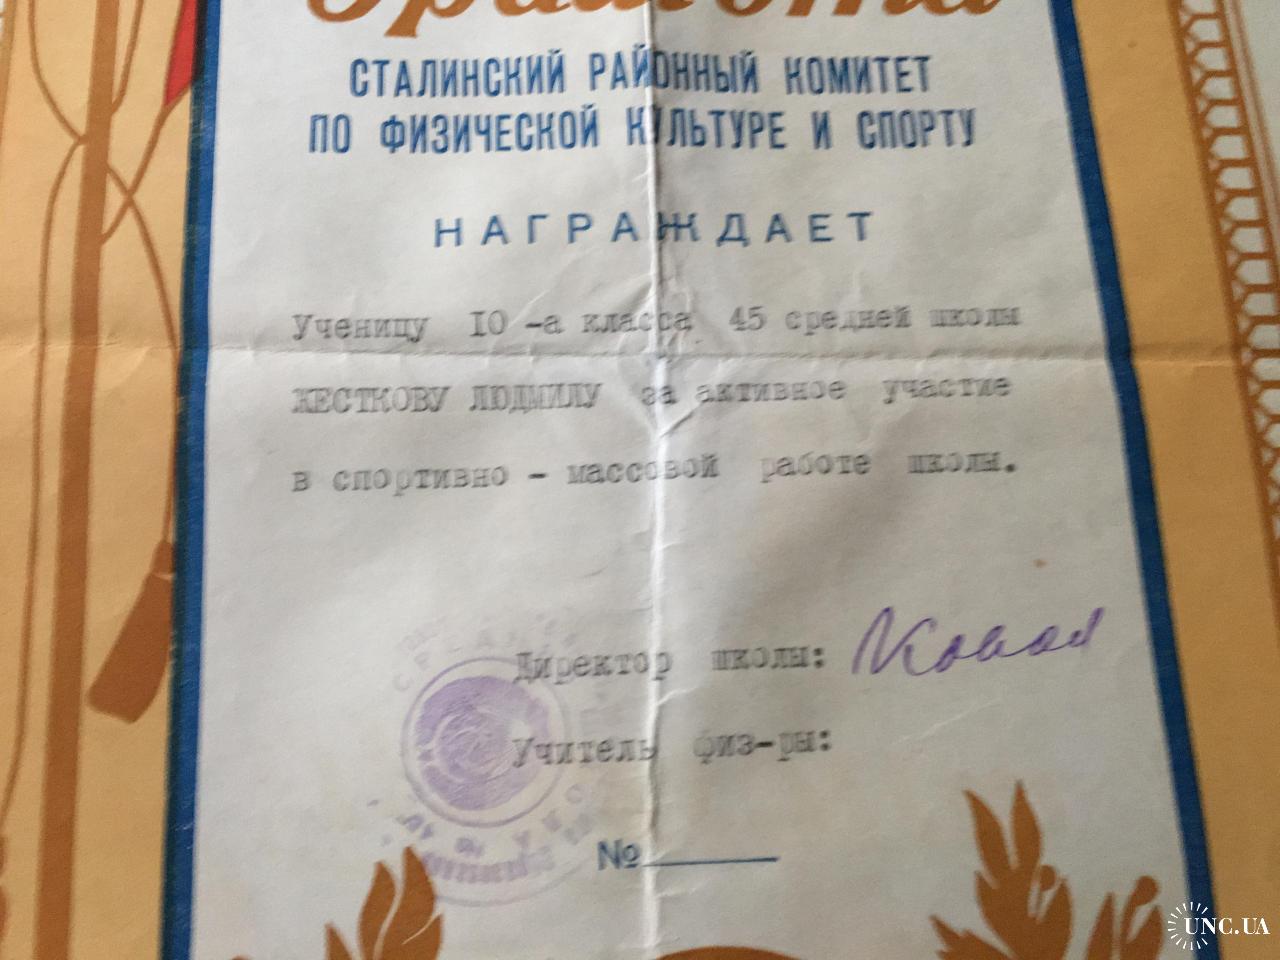 Грамота
СТАЛИНСКИЙ РАЙОННЫЙ КОМИТЕТ
ПО ФИЗИЧЕСКОЙ КУЛЬТУРЕ И СПОРТУ
НАГРАЖДАЕТ
Ученицу IO -а класса 45 средней школы
ЖЕСТКОВУ ЛЮДМИЛУ за активное участие
в спортивно - массовой работе школы.
Директор школы:
Учитель физ-ры:
№
UNC.UA